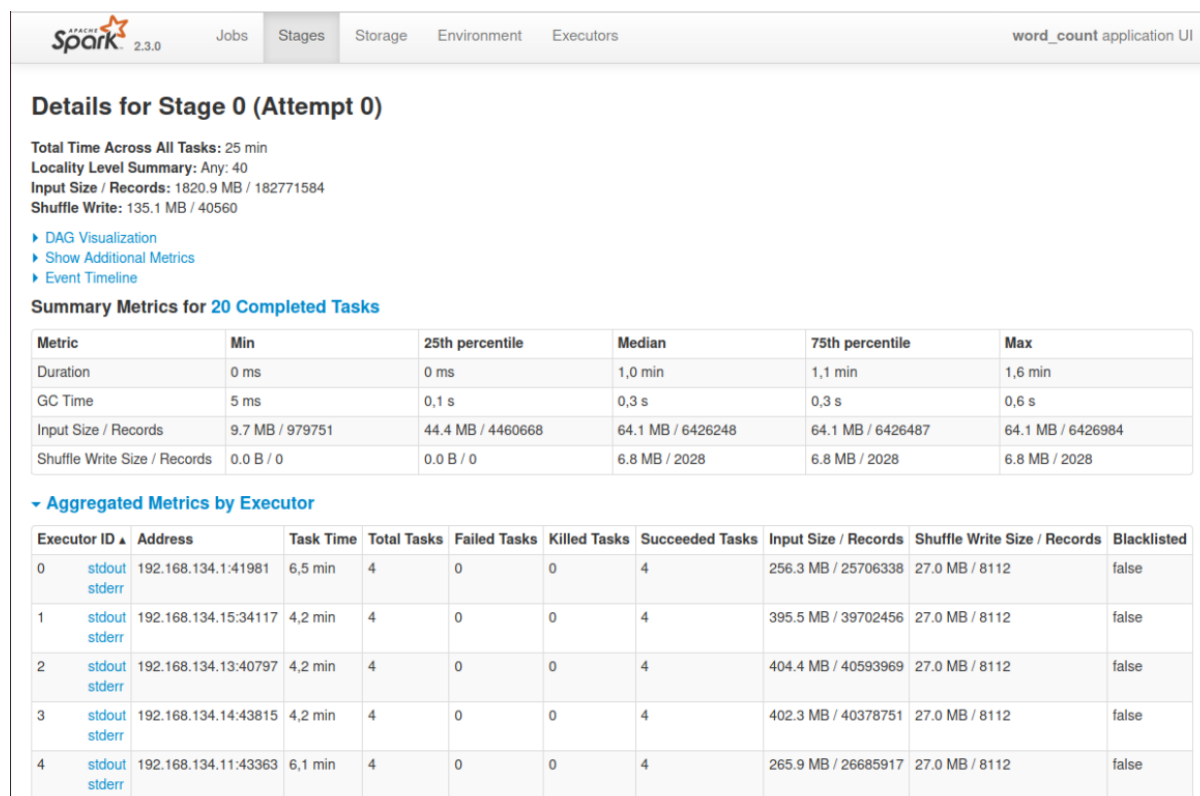 APACHE
Spark 2.3.0 Jobs Stages Storage Environment Executors word_count application UI
Details for Stage 0 (Attempt 0)
Total Time Across All Tasks: 25 min
Locality Level Summary: Any: 40
Input Size / Records: 1820.9 MB / 182771584
Shuffle Write: 135.1 MB / 40560
DAG Visualization
Show Additional Metrics
Event Timeline
Summary Metrics for 20 Completed Tasks
Metric Min 25th percentile Median 75th percentile Max
Duration 0 ms 0 ms 1,0 min 1,1 min 1,6 min
GC Time 5 ms 0,1 s 0,3 s 0,3 s 0,6 s
Input Size / Records 9.7 MB / 979751 44.4 MB / 4460668 64.1 MB / 6426248 64.1 MB / 6426487 64.1 MB / 6426984
Shuffle Write Size / Records 0.0 B / 0 0.0 B / 0 6.8 MB / 2028 6.8 MB / 2028 6.8 MB / 2028
Aggregated Metrics by Executor
Executor ID Address Task Time Total Tasks Failed Tasks Killed Tasks Succeeded Tasks Input Size / Records Shuffle Write Size / Records Blacklisted
0 stdout 192.168.134.1:41981 6,5 min 4 0 0 4 256.3 MB / 25706338 27.0 MB / 8112 false
stderr
1 stdout 192.168.134.15:34117 4,2 min 4 0 0 4 395.5 MB / 39702456 27.0 MB / 8112 false
stderr
2 stdout 192.168.134.13:40797 4,2 min 4 0 0 4 404.4 MB / 40593969 27.0 MB / 8112 false
stderr
3 stdout 192.168.134.14:43815 4,2 min 4 0 0 4 402.3 MB / 40378751 27.0 MB / 8112 false
stderr
4 stdout 192.168.134.11:43363 6,1 min 4 0 0 4 265.9 MB / 26685917 27.0 MB / 8112 false
stderr